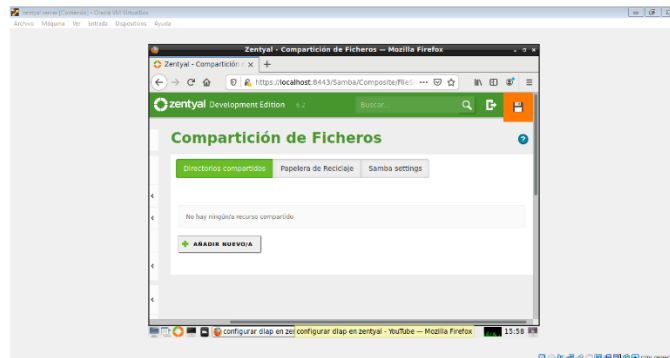 zentyal server [Corriendo] - Oracle VM VirtualBox
Archivo Máquina Ver Entrada Dispositivos Ayuda
Zentyal - Compartición de Ficheros — Mozilla Firefox
Zentyal - Compartición
https://localhost:8443/Samba/Composite/FileS
zentyal Development Edition 6.2
Buscar...
Compartición de Ficheros
Directorios compartidos Papelera de Reciclaje Samba settings
No hay ningún/a recurso compartido
AÑADIR NUEVO/A
configurar dlap en zen configurar dlap en zentyal - YouTube — Mozilla Firefox 15:58